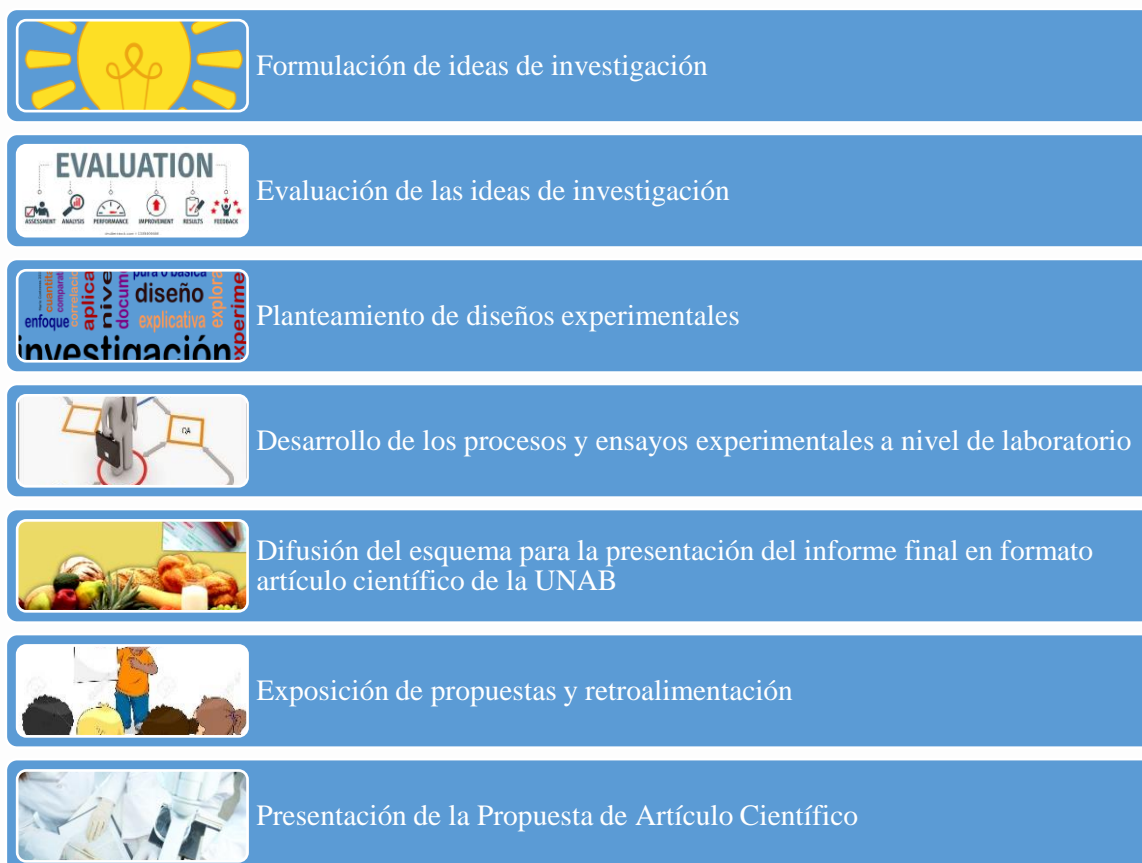 Formulación de ideas de investigación
EVALUATION
ASSESSMENT ANALYSIS PERFORMANCE IMPROVEMENT RESULTS FEEDBACK
Evaluación de las ideas de investigación
pura o básica
diseño
enfoque
explicativa
investigación
Planteamiento de diseños experimentales
Desarrollo de los procesos y ensayos experimentales a nivel de laboratorio
Difusión del esquema para la presentación del informe final en formato
artículo científico de la UNAB
Exposición de propuestas y retroalimentación
Presentación de la Propuesta de Artículo Científico